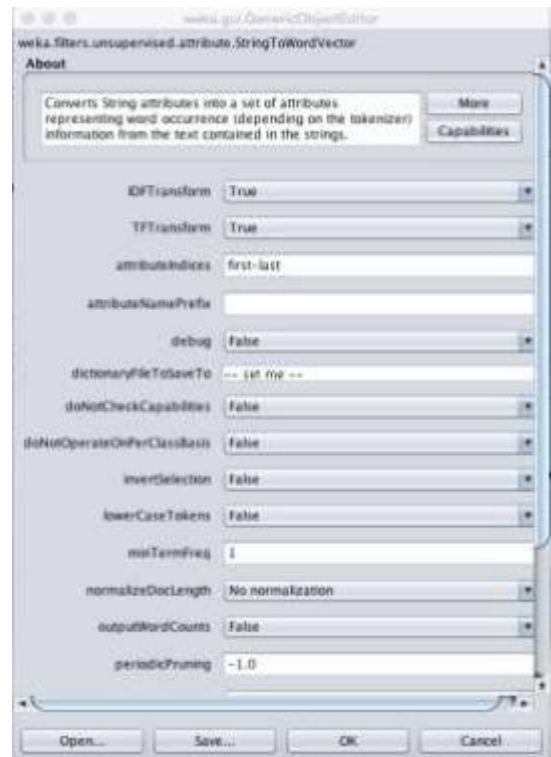 weka.gui.GenericObjectEditor
weka.filters.unsupervised.attribute.StringToWordVector
About
Converts String attributes into a set of attributes
representing word occurrence (depending on the tokenizer)
information from the text contained in the strings.
More
Capabilities
IDFTransform True
TFTransform True
attributeIndices first-last
attributeNamePrefix
debug False
dictionaryFileToSaveTo -- set me --
doNotCheckCapabilities False
doNotOperateOnPerClassBasis False
invertSelection False
lowerCaseTokens False
minTermFreq 1
normalizeDocLength No normalization
outputWordCounts False
periodicPruning -1.0
Open... Save... OK Cancel